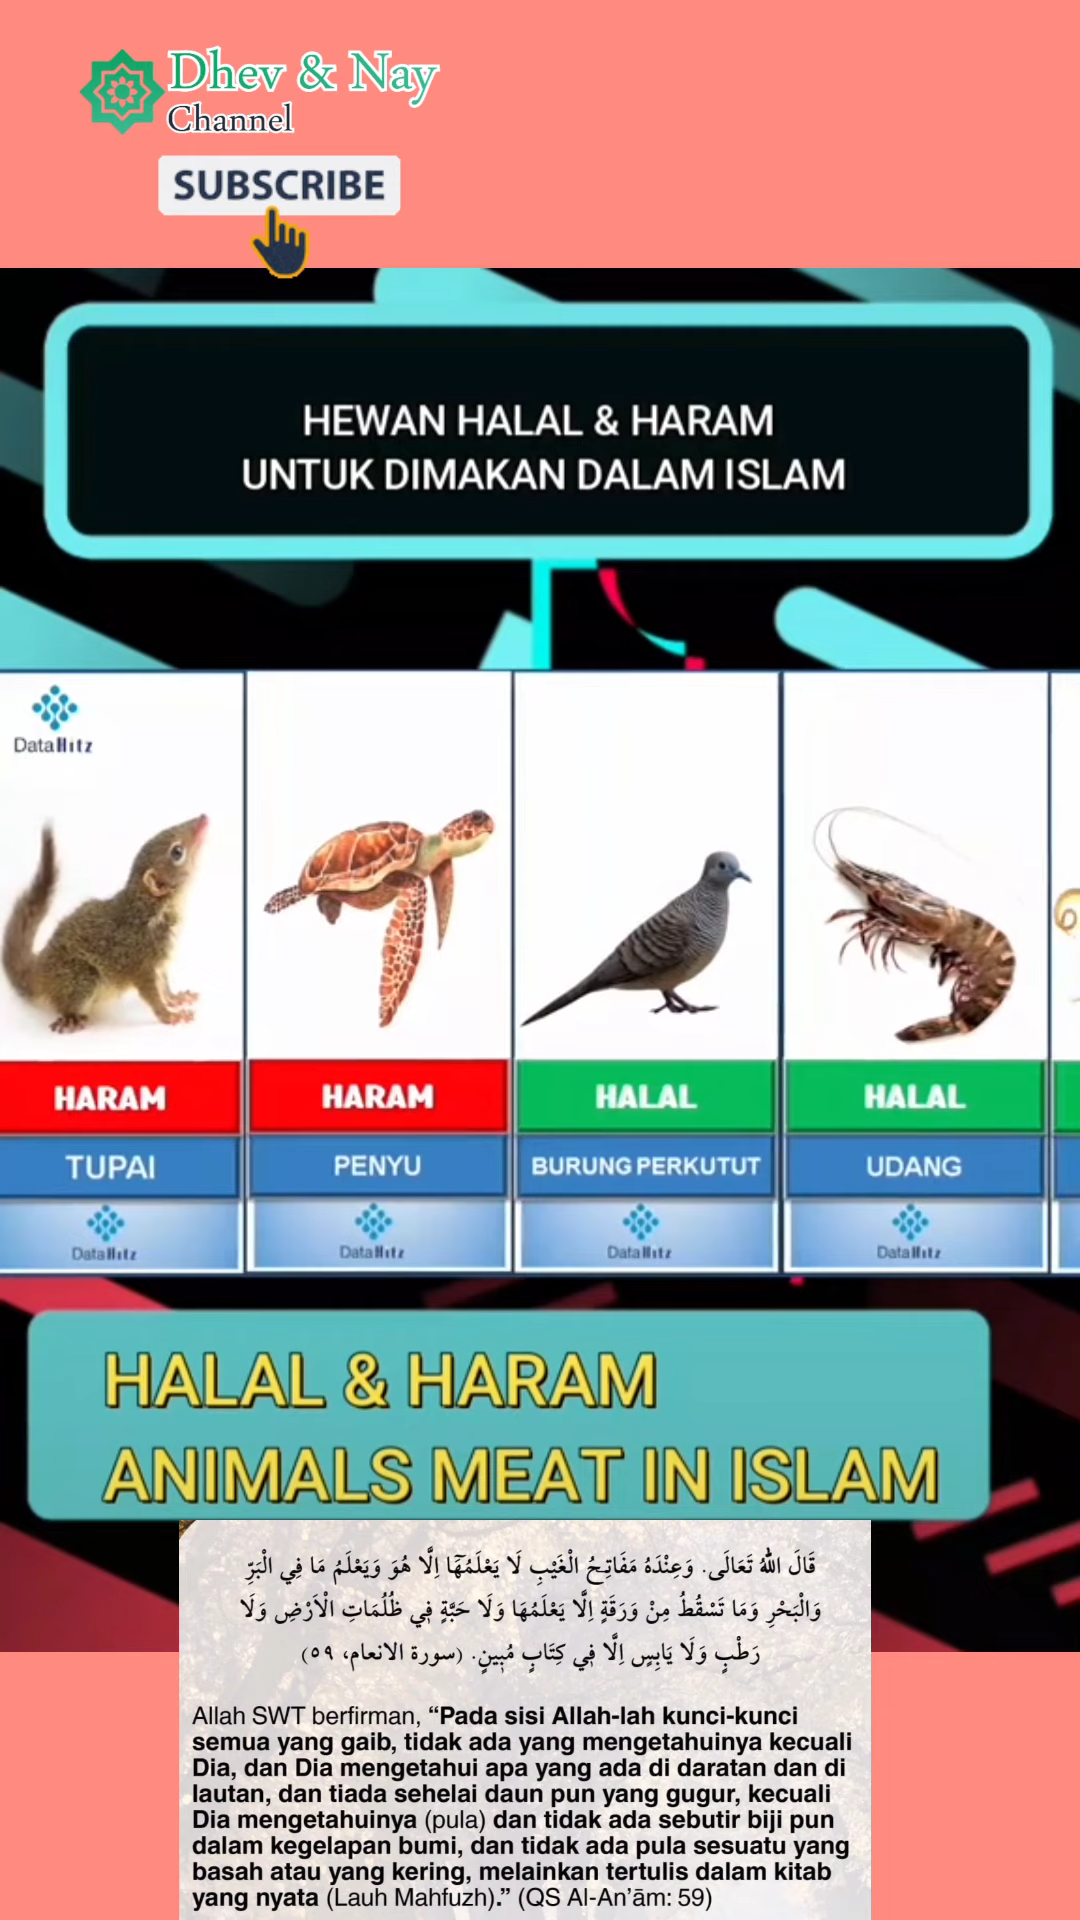 Dhev & Nay
Channel
SUBSCRIBE
HEWAN HALAL & HARAM
UNTUK DIMAKAN DALAM ISLAM
DataHitz
HARAM
TUPAI
DataHitz
HARAM
PENYU
DataHitz
HALAL
BURUNG PERKUTUT
DataHitz
HALAL
UDANG
DataHitz
HALAL & HARAM
ANIMALS MEAT IN ISLAM
قَالَ اللهُ تَعَالَى. وَعِنْدَهُ مَفَاتِحُ الْغَيْبِ لَا يَعْلَمُهَآ اِلَّا هُوَ وَيَعْلَمُ مَا فِي الْبَرِّ
وَالْبَحْرِ وَمَا تَسْقُطُ مِنْ وَرَقَةٍ اِلَّا يَعْلَمُهَا وَلَا حَبَّةٍ فِي ظُلُمَاتِ الْاَرْضِ وَلَا
رَطْبٍ وَلَا يَابِسٍ اِلَّا فِي كِتَابٍ مُبِينٍ. (سورة الانعام، ٥٩)
Allah SWT berfirman, “Pada sisi Allah-lah kunci-kunci
semua yang gaib, tidak ada yang mengetahuinya kecuali
Dia, dan Dia mengetahui apa yang ada di daratan dan di
lautan, dan tiada sehelai daun pun yang gugur, kecuali
Dia mengetahuinya (pula) dan tidak ada sebutir biji pun
dalam kegelapan bumi, dan tidak ada pula sesuatu yang
basah atau yang kering, melainkan tertulis dalam kitab
yang nyata (Lauh Mahfuzh).” (QS Al-An’ām: 59)